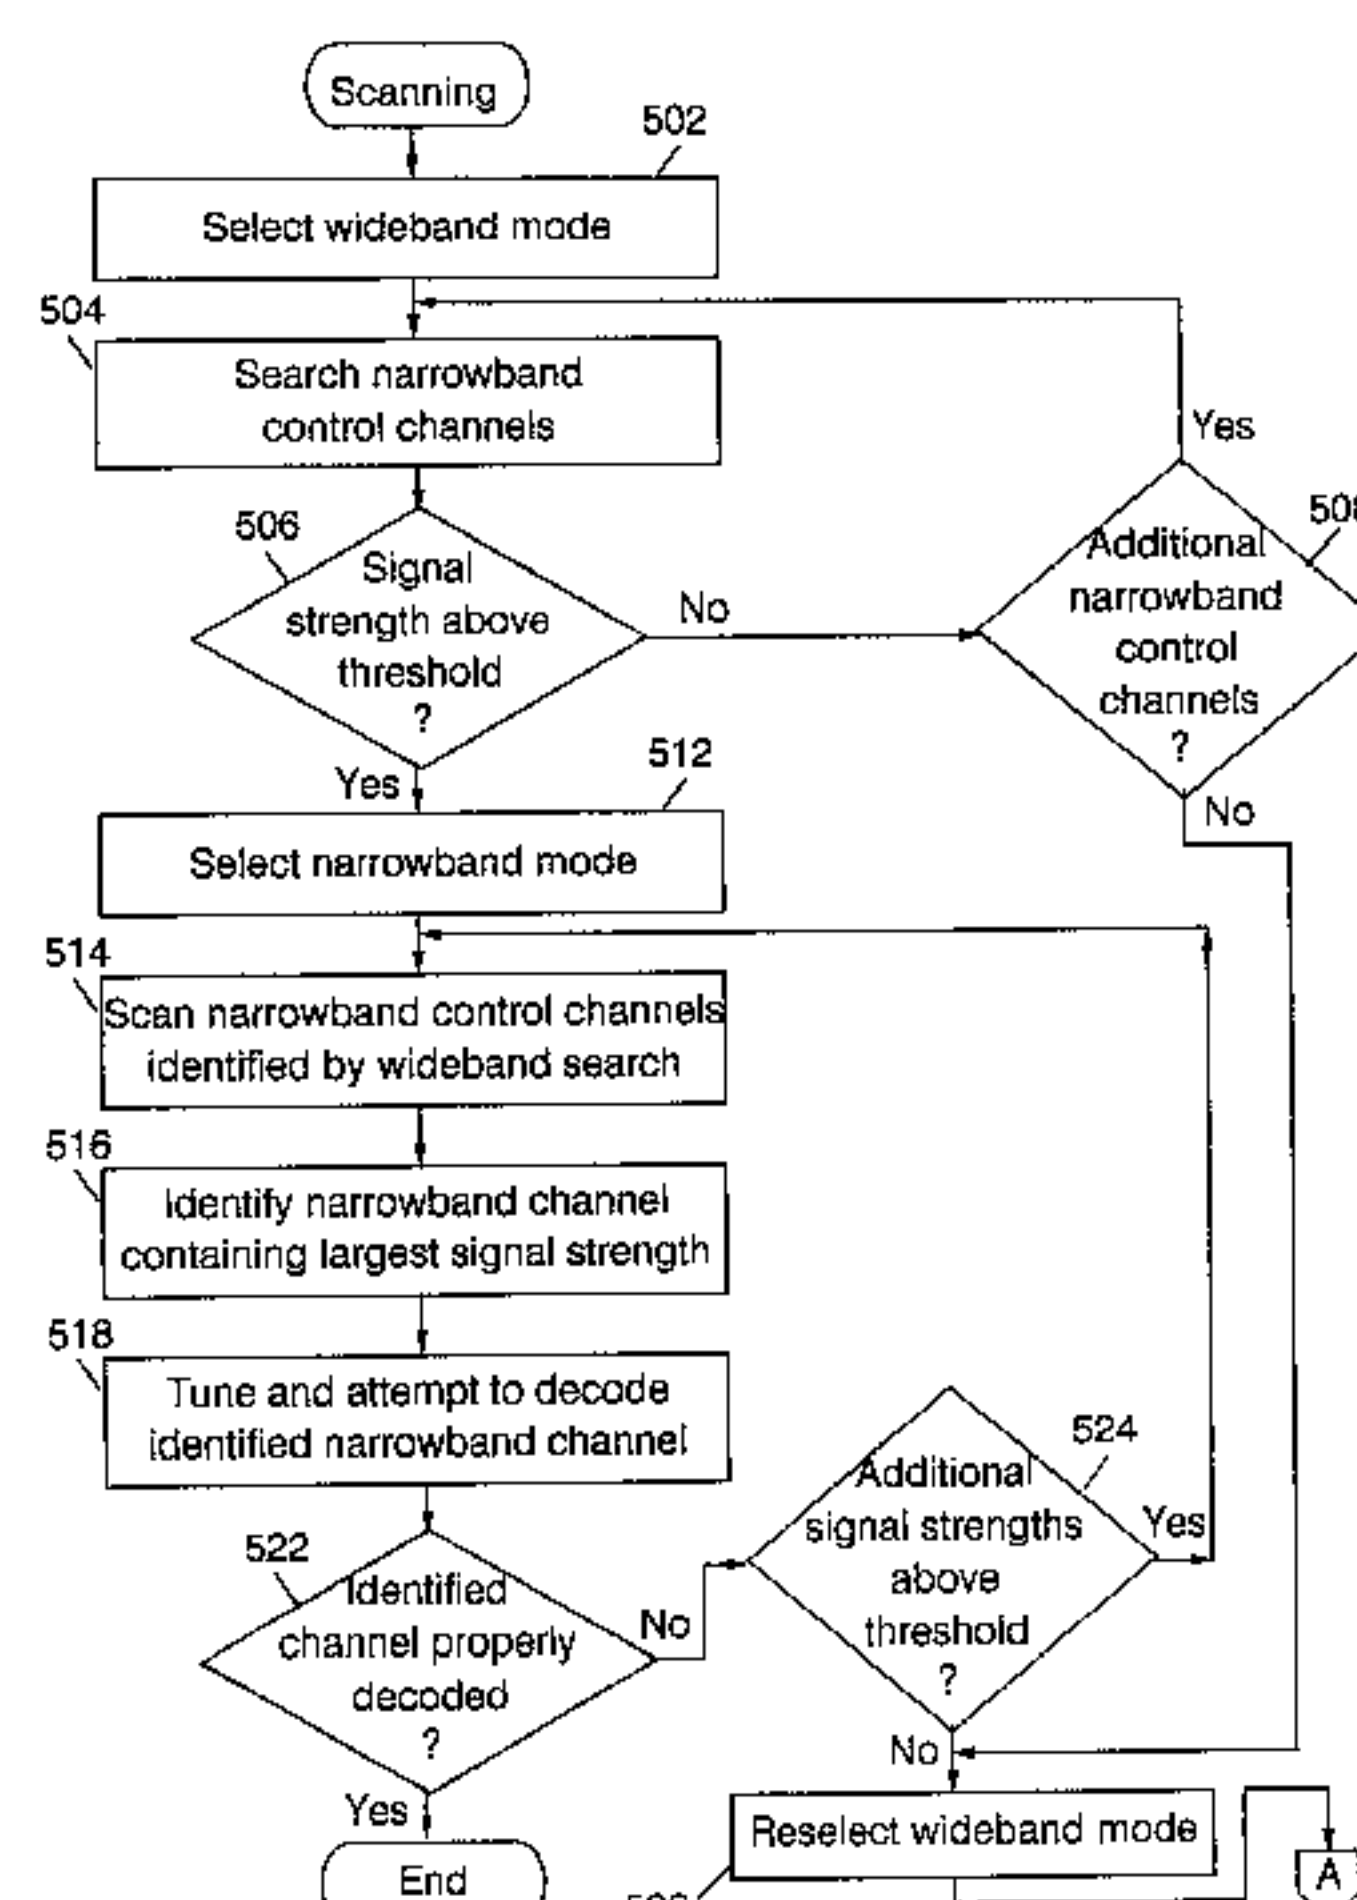 Scanning
502
Select wideband mode
504
Search narrowband
control channels
Yes
506
Signal
strength above
threshold
?
No
Additional
narrowband
control
channels
?
Yes
512
No
Select narrowband mode
514
Scan narrowband control channels
identified by wideband search
516
Identify narrowband channel
containing largest signal strength
518
Tune and attempt to decode
identified narrowband channel
524
Additional
signal strengths
above
threshold
?
Yes
522
Identified
channel properly
decoded
?
No
No
Yes
Reselect wideband mode
End
A